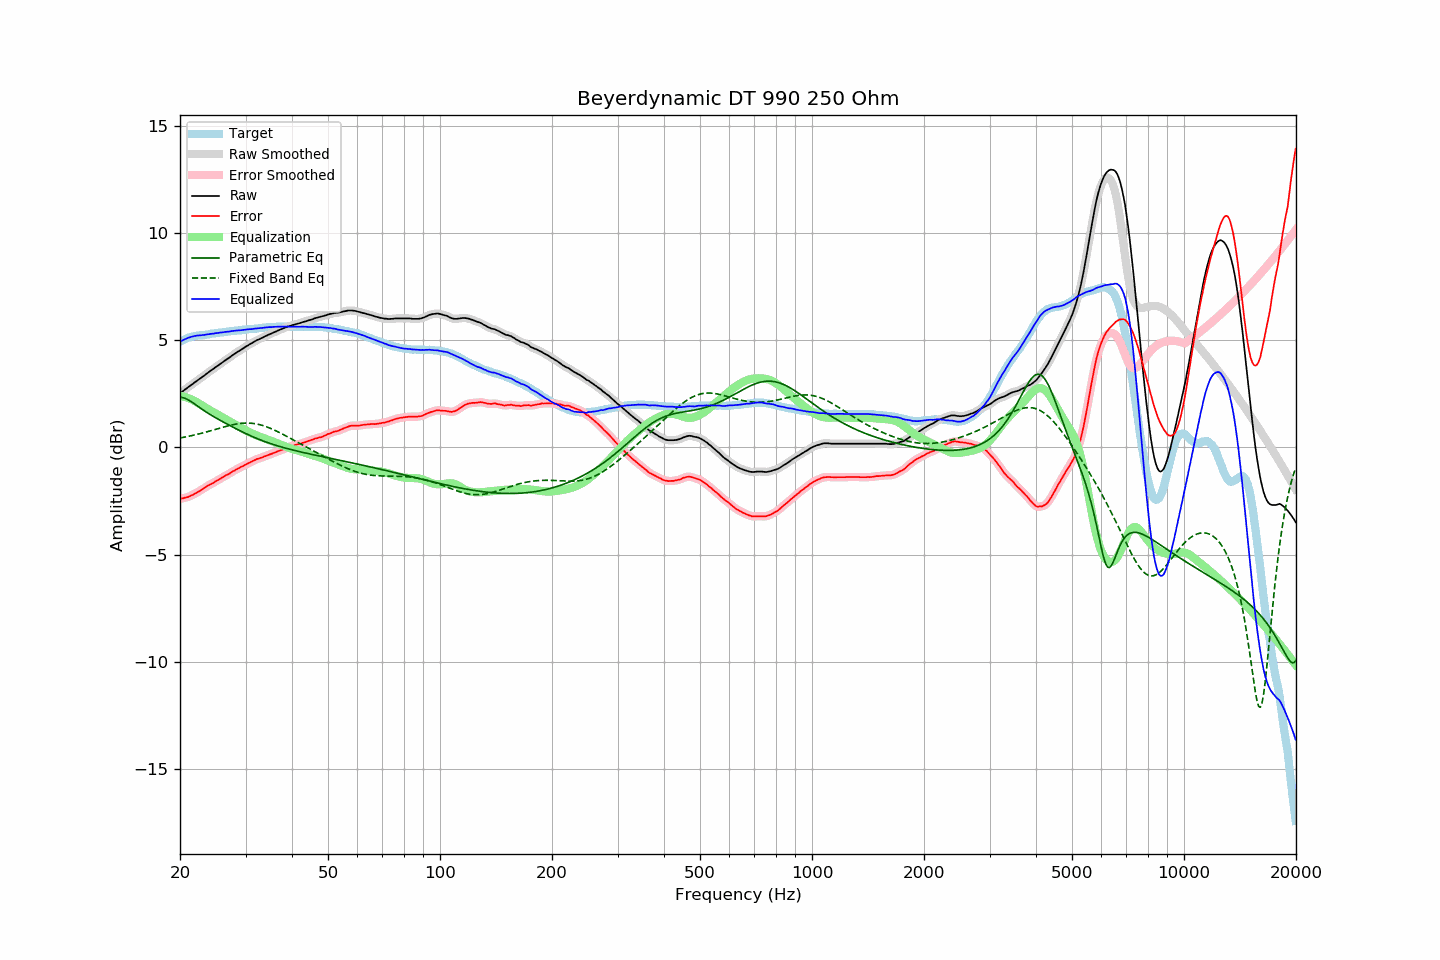 Beyerdynamic DT 990 250 Ohm
Target
Raw Smoothed
Error Smoothed
Raw
Error
Equalization
Parametric Eq
Fixed Band Eq
Equalized
Amplitude (dBr)
15
10
5
0
−5
−10
−15
20
50
100
200
500
1000
2000
5000
10000
20000
Frequency (Hz)